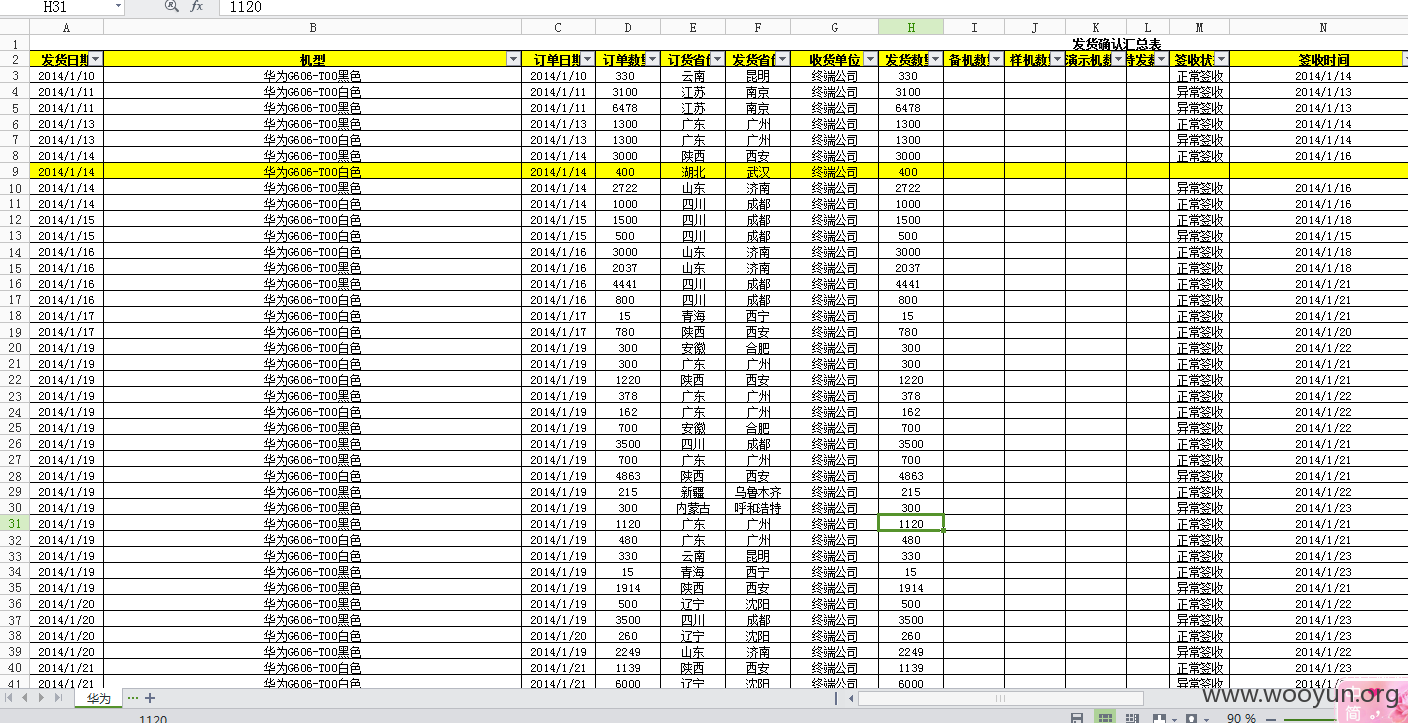 H31 fx 1120
A B C D E F G H I J K L M N
1 发货确认汇总表
2 发货日期 机型 订单日期 订单数量 订货省份 发货省份 收货单位 发货数量 备机数 样机数 演示机数 待发数 签收状 签收时间
3 2014/1/10 华为G606-T00黑色 2014/1/10 330 云南 昆明 终端公司 330 正常签收 2014/1/14
4 2014/1/11 华为G606-T00白色 2014/1/11 3100 江苏 南京 终端公司 3100 异常签收 2014/1/13
5 2014/1/11 华为G606-T00黑色 2014/1/11 6478 江苏 南京 终端公司 6478 异常签收 2014/1/13
6 2014/1/13 华为G606-T00黑色 2014/1/13 1300 广东 广州 终端公司 1300 正常签收 2014/1/14
7 2014/1/13 华为G606-T00白色 2014/1/13 1300 广东 广州 终端公司 1300 异常签收 2014/1/14
8 2014/1/14 华为G606-T00黑色 2014/1/14 3000 陕西 西安 终端公司 3000 正常签收 2014/1/16
9 2014/1/14 华为G606-T00白色 2014/1/14 400 湖北 武汉 终端公司 400
10 2014/1/14 华为G606-T00黑色 2014/1/14 2722 山东 济南 终端公司 2722 异常签收 2014/1/16
11 2014/1/14 华为G606-T00白色 2014/1/14 1000 四川 成都 终端公司 1000 正常签收 2014/1/16
12 2014/1/15 华为G606-T00白色 2014/1/15 1500 四川 成都 终端公司 1500 正常签收 2014/1/18
13 2014/1/15 华为G606-T00白色 2014/1/15 500 四川 成都 终端公司 500 异常签收 2014/1/15
14 2014/1/16 华为G606-T00白色 2014/1/16 3000 山东 济南 终端公司 3000 正常签收 2014/1/18
15 2014/1/16 华为G606-T00黑色 2014/1/16 2037 山东 济南 终端公司 2037 正常签收 2014/1/18
16 2014/1/16 华为G606-T00黑色 2014/1/16 4441 四川 成都 终端公司 4441 正常签收 2014/1/21
17 2014/1/16 华为G606-T00白色 2014/1/16 800 四川 成都 终端公司 800 正常签收 2014/1/21
18 2014/1/17 华为G606-T00黑色 2014/1/17 15 青海 西宁 终端公司 15 正常签收 2014/1/21
19 2014/1/17 华为G606-T00白色 2014/1/17 780 陕西 西安 终端公司 780 正常签收 2014/1/20
20 2014/1/19 华为G606-T00白色 2014/1/19 300 安徽 合肥 终端公司 300 正常签收 2014/1/22
21 2014/1/19 华为G606-T00白色 2014/1/19 300 广东 广州 终端公司 300 正常签收 2014/1/21
22 2014/1/19 华为G606-T00白色 2014/1/19 1220 陕西 西安 终端公司 1220 正常签收 2014/1/21
23 2014/1/19 华为G606-T00黑色 2014/1/19 378 广东 广州 终端公司 378 正常签收 2014/1/22
24 2014/1/19 华为G606-T00白色 2014/1/19 162 广东 广州 终端公司 162 正常签收 2014/1/22
25 2014/1/19 华为G606-T00黑色 2014/1/19 700 安徽 合肥 终端公司 700 异常签收 2014/1/22
26 2014/1/19 华为G606-T00白色 2014/1/19 3500 四川 成都 终端公司 3500 正常签收 2014/1/21
27 2014/1/19 华为G606-T00黑色 2014/1/19 700 广东 广州 终端公司 700 正常签收 2014/1/21
28 2014/1/19 华为G606-T00黑色 2014/1/19 4863 陕西 西安 终端公司 4863 异常签收 2014/1/21
29 2014/1/19 华为G606-T00黑色 2014/1/19 215 新疆 乌鲁木齐 终端公司 215 正常签收 2014/1/22
30 2014/1/19 华为G606-T00白色 2014/1/19 300 内蒙古 呼和浩特 终端公司 300 异常签收 2014/1/23
31 2014/1/19 华为G606-T00黑色 2014/1/19 1120 广东 广州 终端公司 1120 正常签收 2014/1/21
32 2014/1/19 华为G606-T00白色 2014/1/19 480 广东 广州 终端公司 480 正常签收 2014/1/21
33 2014/1/19 华为G606-T00白色 2014/1/19 330 云南 昆明 终端公司 330 异常签收 2014/1/23
34 2014/1/19 华为G606-T00黑色 2014/1/19 15 青海 西宁 终端公司 15 正常签收 2014/1/23
35 2014/1/19 华为G606-T00黑色 2014/1/19 1914 陕西 西安 终端公司 1914 异常签收 2014/1/21
36 2014/1/20 华为G606-T00黑色 2014/1/19 500 辽宁 沈阳 终端公司 500 正常签收 2014/1/22
37 2014/1/20 华为G606-T00黑色 2014/1/19 3500 四川 成都 终端公司 3500 异常签收 2014/1/23
38 2014/1/20 华为G606-T00白色 2014/1/20 260 辽宁 沈阳 终端公司 260 正常签收 2014/1/23
39 2014/1/20 华为G606-T00黑色 2014/1/19 2249 山东 济南 终端公司 2249 异常签收 2014/1/23
40 2014/1/21 华为G606-T00白色 2014/1/21 1139 陕西 西安 终端公司 1139 正常签收 2014/1/23
41 2014/1/21 华为G606-T00黑色 2014/1/21 6000 辽宁 沈阳 终端公司 6000 异常签收 2014/1/23
华为
www.wooyun.org
1120
90 %
简